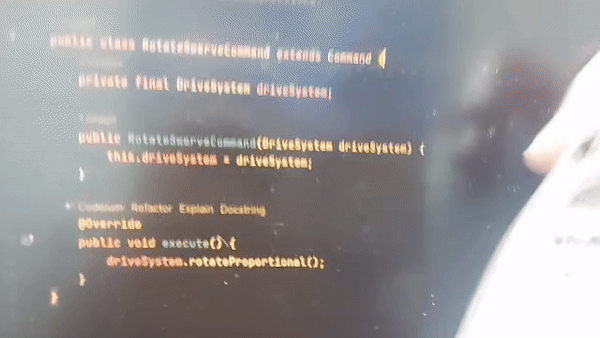 public class RotateSwerveCommand extends Command {
private final DriveSystem driveSystem;
public RotateSwerveCommand(DriveSystem driveSystem) {
this.driveSystem = driveSystem;
}
Codeium: Refactor Explain Docstring
@Override
public void execute() {
driveSystem.rotateProportional();
}
}